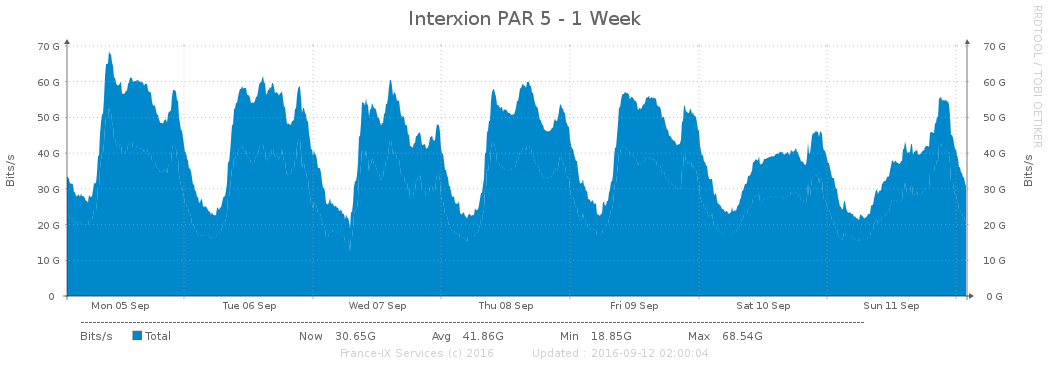 Interxion PAR 5 - 1 Week
RRDTOOL / TOBI OETIKER
Bits/s
70 G 70 G
60 G 60 G
50 G 50 G
40 G 40 G
30 G 30 G
20 G 20 G
10 G 10 G
0 0 G
Bits/s
Mon 05 Sep Tue 06 Sep Wed 07 Sep Thu 08 Sep Fri 09 Sep Sat 10 Sep Sun 11 Sep
Bits/s Total Now 30.65G Avg 41.86G Min 18.85G Max 68.54G
France-IX Services (c) 2016 Updated : 2016-09-12 02:00:04